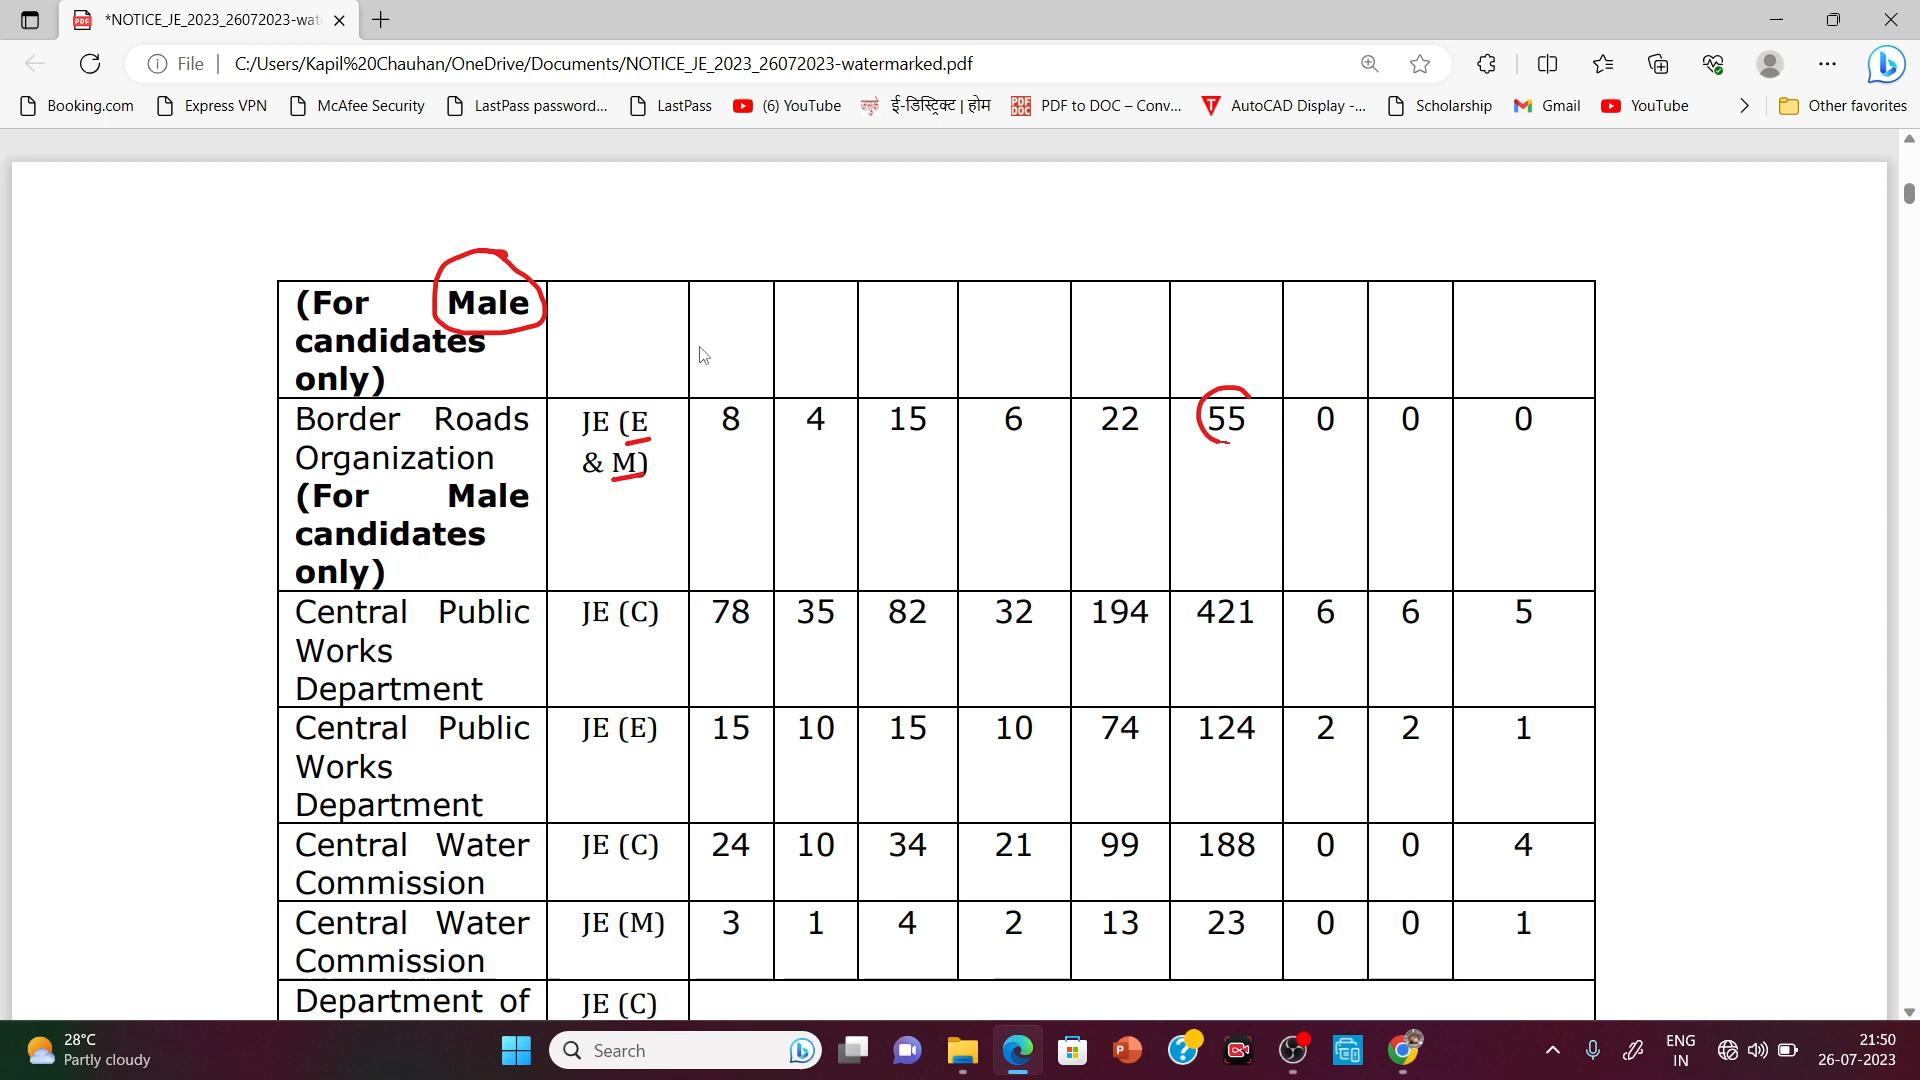 *NOTICE_JE_2023_26072023-wat
File
C:/Users/Kapil%20Chauhan/OneDrive/Documents/NOTICE_JE_2023_26072023-watermarked.pdf
Booking.com Express VPN McAfee Security LastPass password... LastPass (6) YouTube ई-डिस्ट्रिक्ट | होम PDF to DOC – Conv... AutoCAD Display -... Scholarship Gmail YouTube Other favorites
(For Male
candidates
only)
Border Roads JE (E 8 4 15 6 22 55 0 0 0
Organization & M)
(For Male
candidates
only)
Central Public JE (C) 78 35 82 32 194 421 6 6 5
Works
Department
Central Public JE (E) 15 10 15 10 74 124 2 2 1
Works
Department
Central Water JE (C) 24 10 34 21 99 188 0 0 4
Commission
Central Water JE (M) 3 1 4 2 13 23 0 0 1
Commission
Department of JE (C)
28°C
Partly cloudy
Search
ENG
IN
21:50
26-07-2023